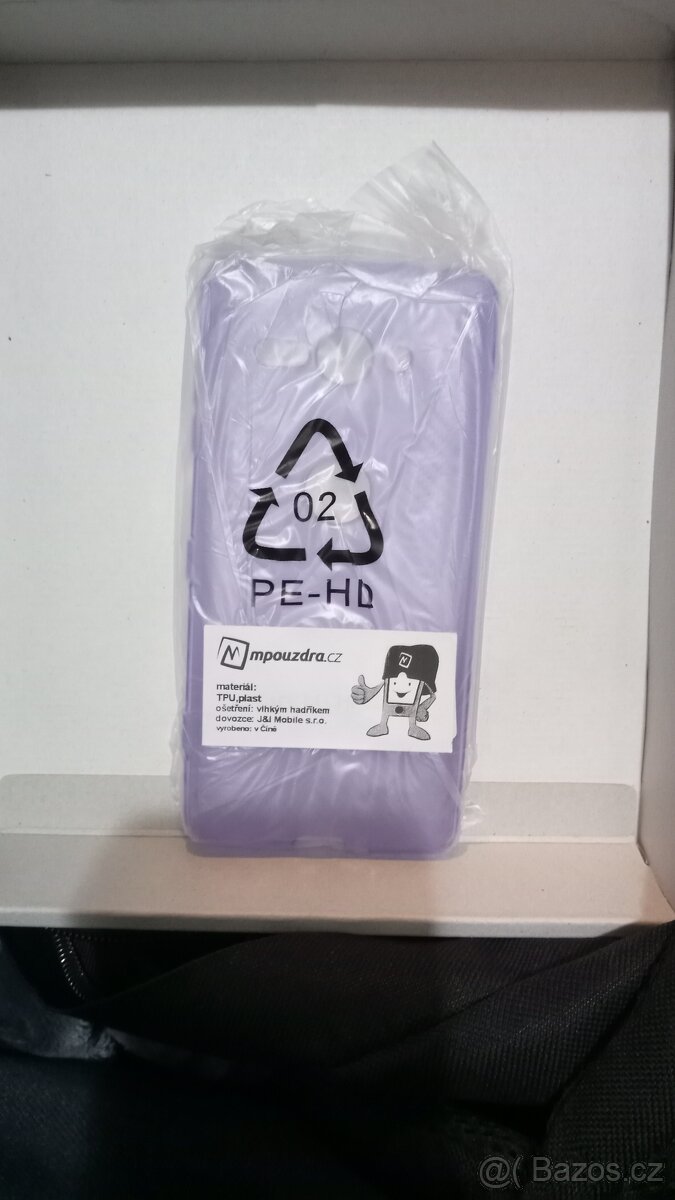 02
PE-HD
M mpouzdra.cz
M
materiál:
TPU,plast
ošetření: vlhkým hadříkem
dovozce: J&I Mobile s.r.o.
vyrobeno: v Číně
@( Bazos.cz